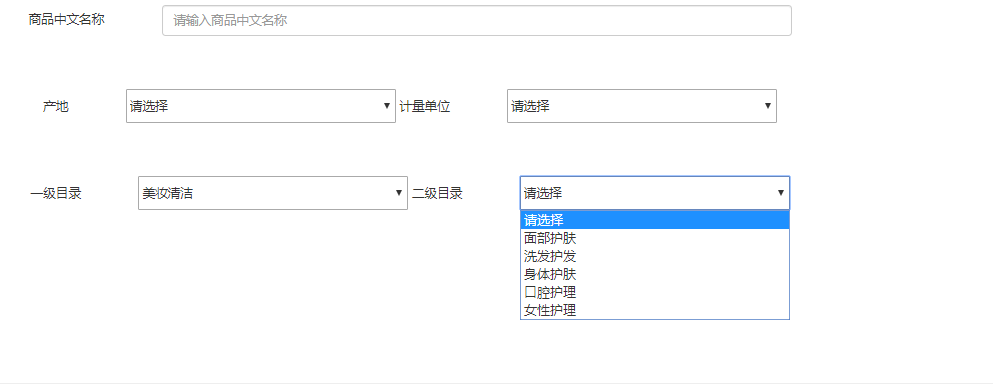 商品中文名称 请输入商品中文名称
产地 请选择 计量单位 请选择
一级目录 美妆清洁 二级目录 请选择
请选择
面部护肤
洗发护发
身体护肤
口腔护理
女性护理